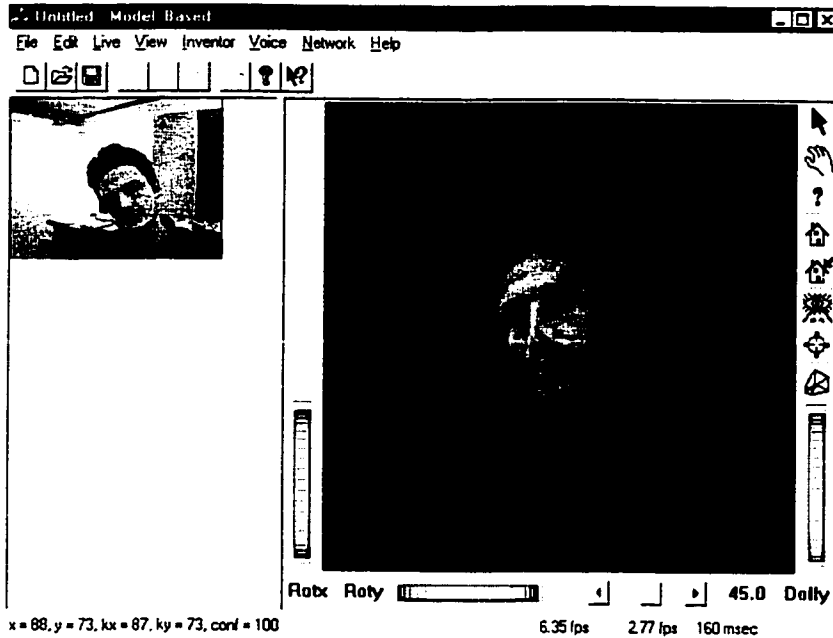 Untitled Model Based
File Edit Live View Inventor Voice Network Help
Rotx Roty 45.0 Dolly
x = 88, y = 73, kx = 87, ky = 73, conf = 100 6.35 fps 2.77 fps 160 msec